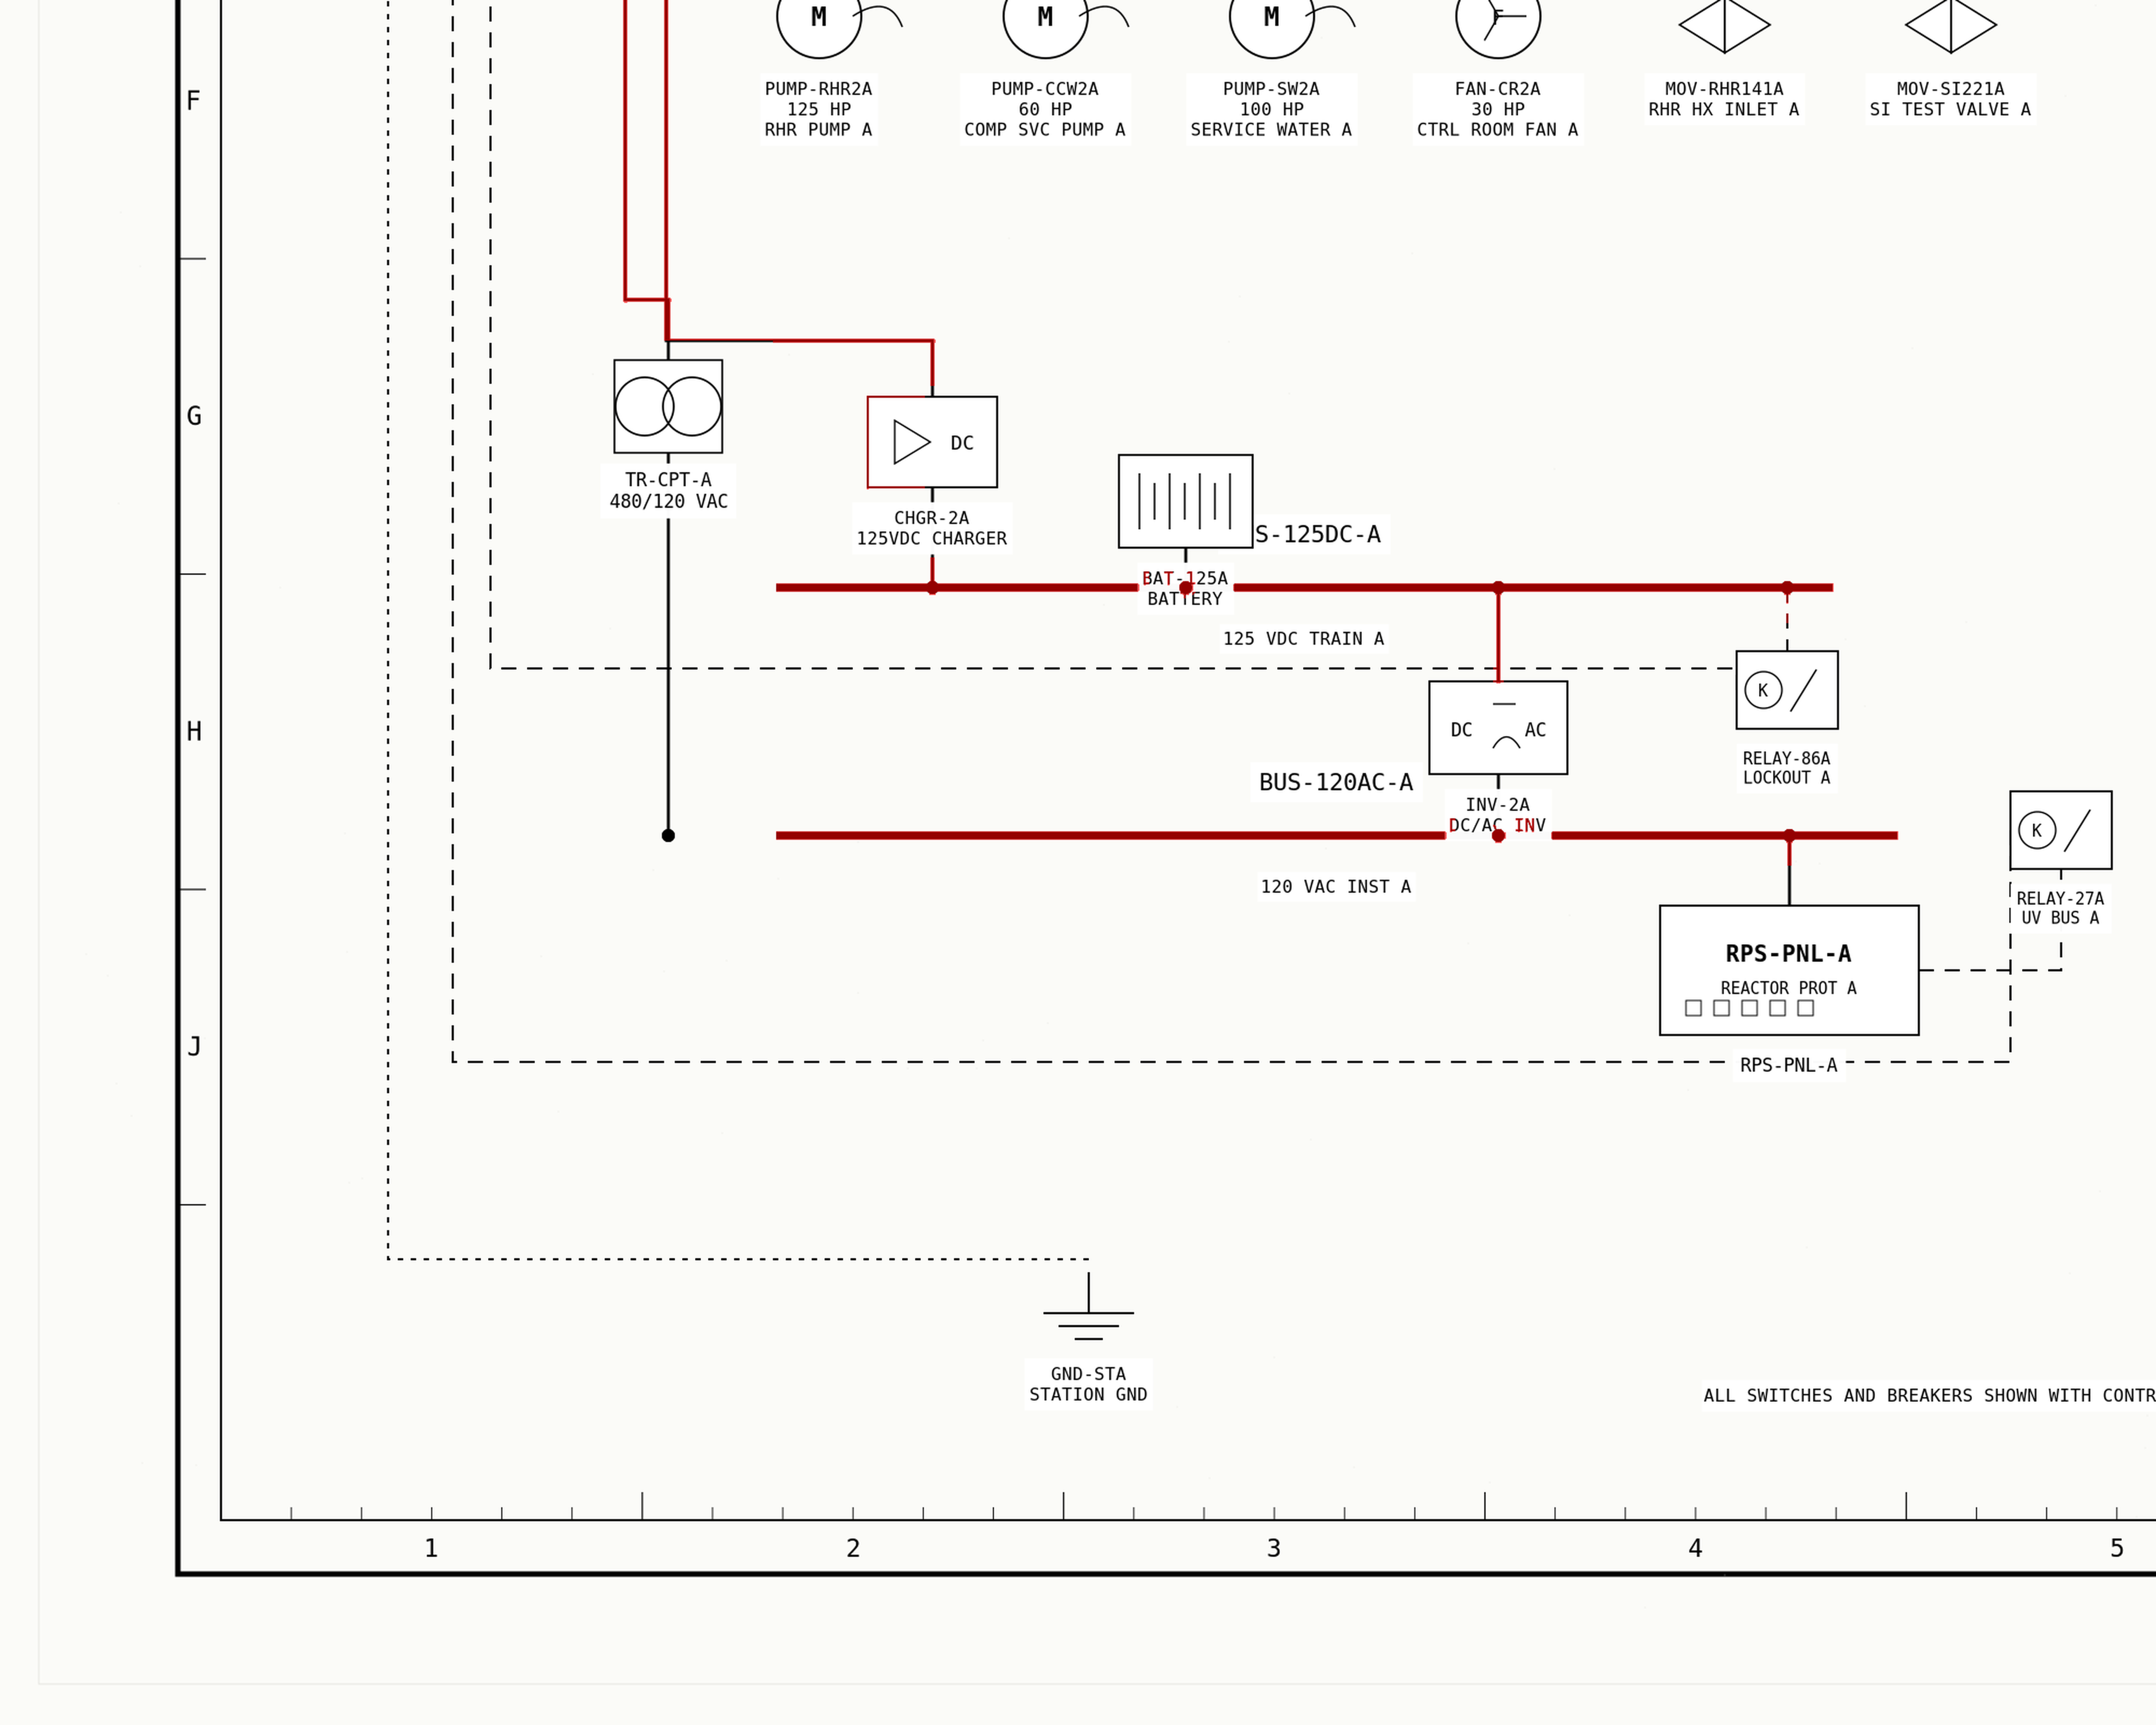 M
M
M
F
PUMP-RHR2A
125 HP
RHR PUMP A
PUMP-CCW2A
60 HP
COMP SVC PUMP A
PUMP-SW2A
100 HP
SERVICE WATER A
FAN-CR2A
30 HP
CTRL ROOM FAN A
MOV-RHR141A
RHR HX INLET A
MOV-SI221A
SI TEST VALVE A
F
G
DC
TR-CPT-A
480/120 VAC
CHGR-2A
125VDC CHARGER
S-125DC-A
BAT-125A
BATTERY
125 VDC TRAIN A
H
K
DC AC
RELAY-86A
LOCKOUT A
BUS-120AC-A
INV-2A
DC/AC INV
K
120 VAC INST A
RELAY-27A
UV BUS A
RPS-PNL-A
REACTOR PROT A
J
RPS-PNL-A
GND-STA
STATION GND
ALL SWITCHES AND BREAKERS SHOWN WITH CONTR
1 2 3 4 5